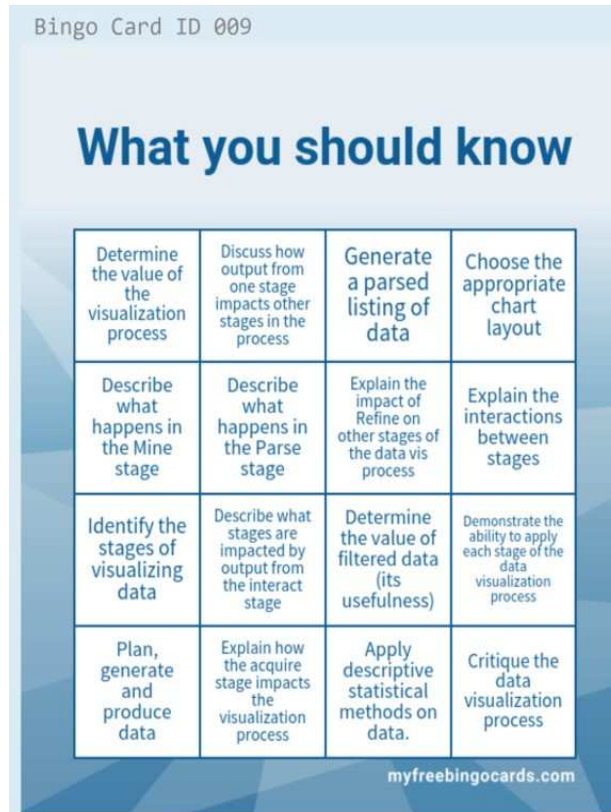 Bingo Card ID 009
What you should know
Determine
the value of
the
visualization
process
Discuss how
output from
one stage
impacts other
stages in the
process
Generate
a parsed
listing of
data
Choose the
appropriate
chart
layout
Describe
what
happens in
the Mine
stage
Describe
what
happens in
the Parse
stage
Explain the
impact of
Refine on
other stages of
the data vis
process
Explain the
interactions
between
stages
Identify the
stages of
visualizing
data
Describe what
stages are
impacted by
output from
the interact
stage
Determine
the value of
filtered data
(its
usefulness)
Demonstrate the
ability to apply
each stage of the
data
visualization
process
Plan,
generate
and
produce
data
Explain how
the acquire
stage impacts
the
visualization
process
Apply
descriptive
statistical
methods on
data.
Critique the
data
visualization
process
myfreebingocards.com